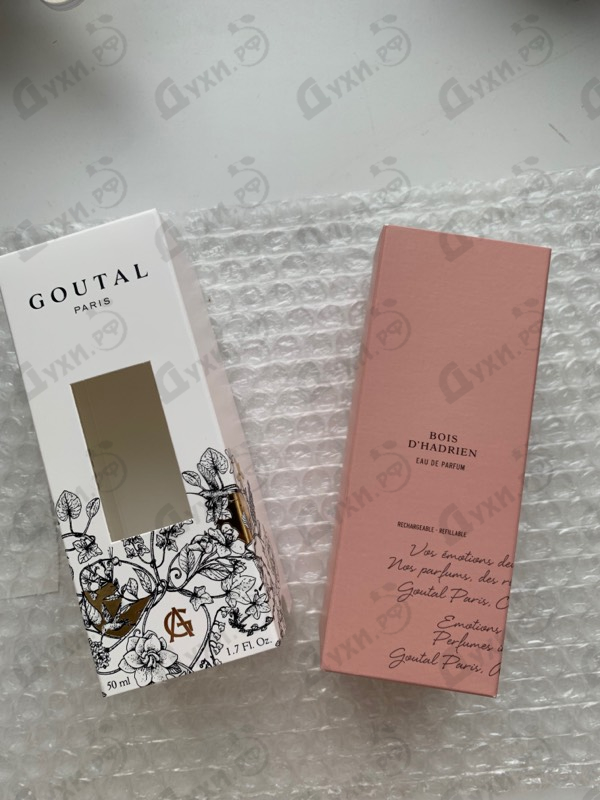 GOUTAL
PARIS
50 ml
1.7 Fl. Oz.
BOIS
D'HADRIEN
EAU DE PARFUM
RECHARGEABLE · REFILLABLE
Vos émotions
Nos parfums, des
Goutal Paris.
Emotions
Perfumes
Goutal Paris.
Духи.рф